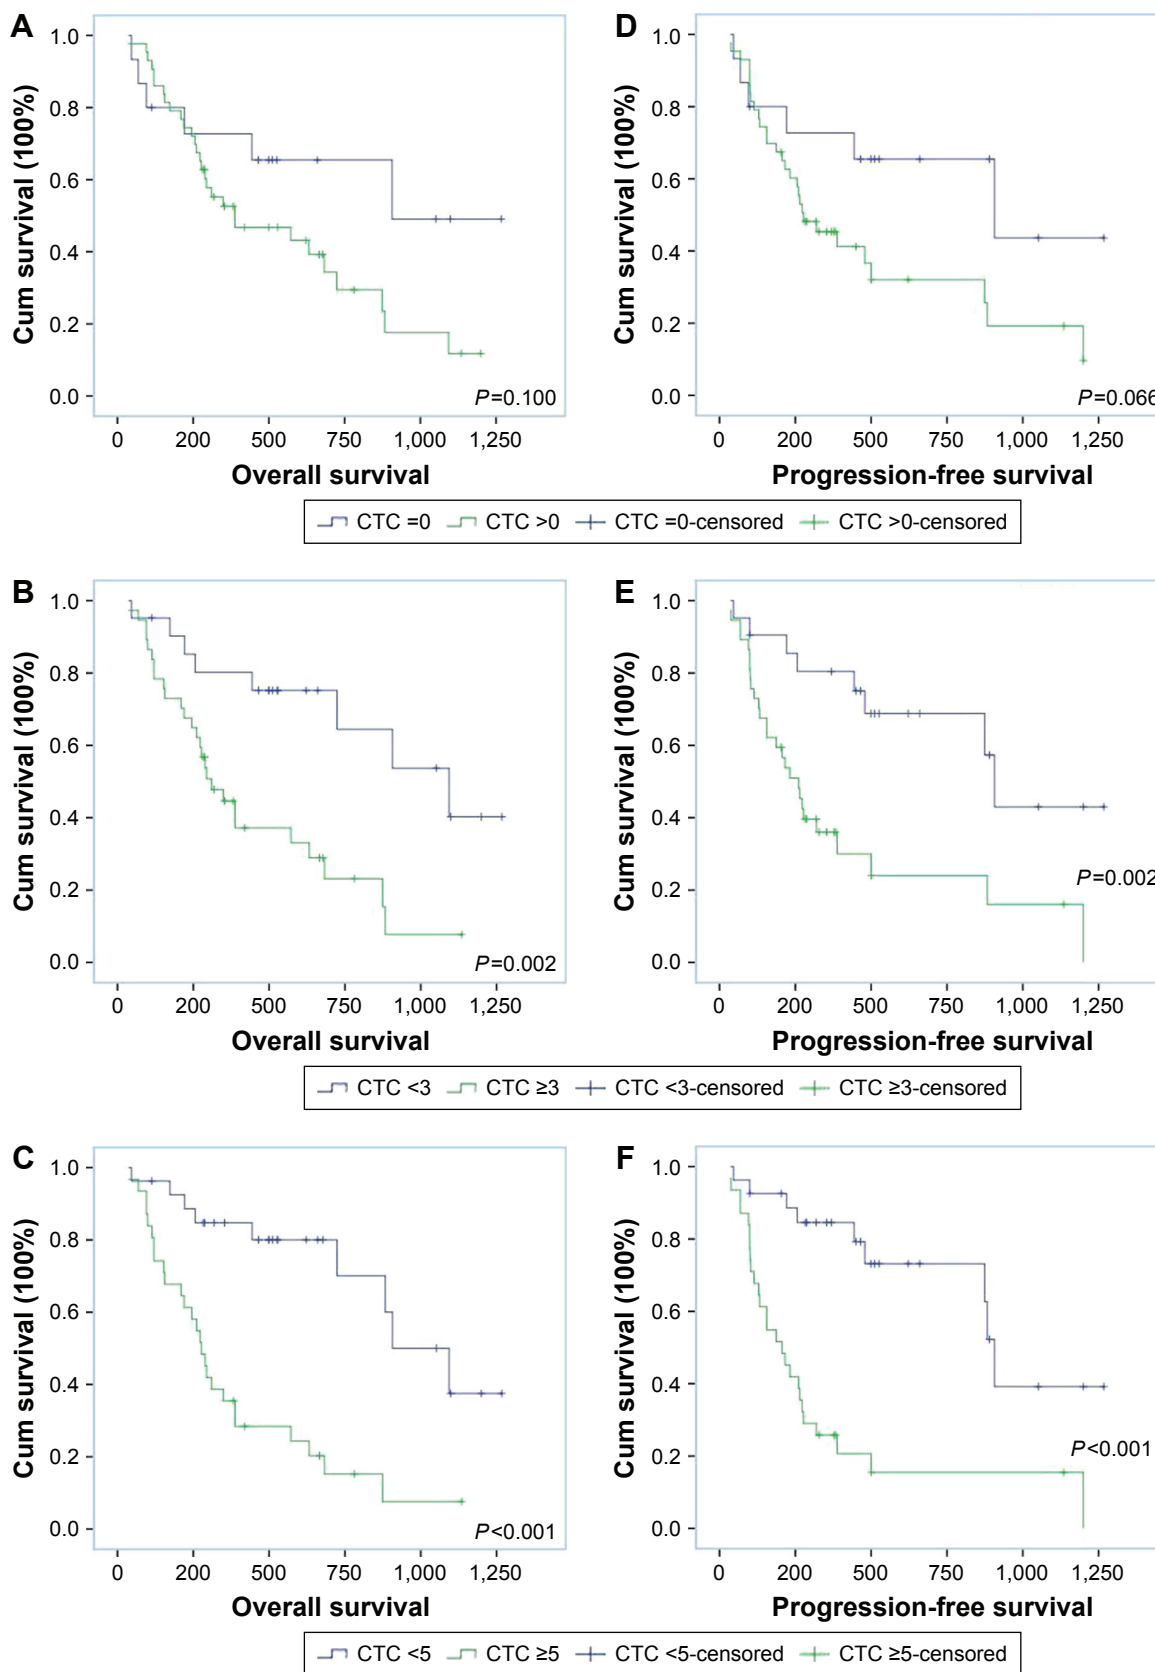 A
Cum survival (100%)
1.0
0.8
0.6
0.4
0.2
0.0
P=0.100
0 200 500 750 1,000 1,250
Overall survival
D
Cum survival (100%)
1.0
0.8
0.6
0.4
0.2
0.0
P=0.066
0 200 500 750 1,000 1,250
Progression-free survival
CTC =0 CTC >0 CTC =0-censored CTC >0-censored
B
Cum survival (100%)
1.0
0.8
0.6
0.4
0.2
0.0
P=0.002
0 200 500 750 1,000 1,250
Overall survival
E
Cum survival (100%)
1.0
0.8
0.6
0.4
0.2
0.0
P=0.002
0 200 500 750 1,000 1,250
Progression-free survival
CTC <3 CTC ≥3 CTC <3-censored CTC ≥3-censored
C
Cum survival (100%)
1.0
0.8
0.6
0.4
0.2
0.0
P<0.001
0 200 500 750 1,000 1,250
Overall survival
F
Cum survival (100%)
1.0
0.8
0.6
0.4
0.2
0.0
P<0.001
0 200 500 750 1,000 1,250
Progression-free survival
CTC <5 CTC ≥5 CTC <5-censored CTC ≥5-censored